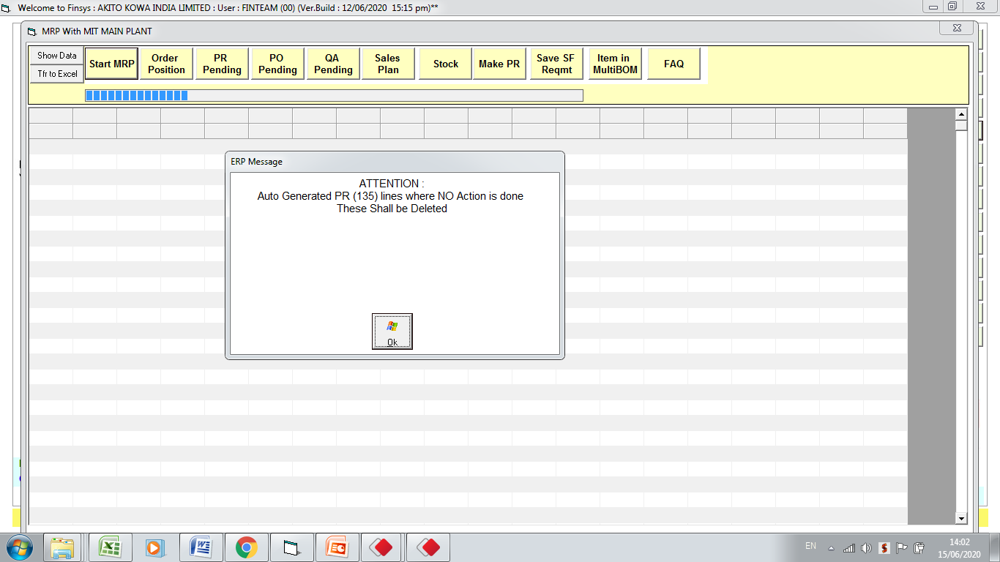 Welcome to Finsys : AKITO KOWA INDIA LIMITED : User : FINTEAM (00) (Ver.Build : 12/06/2020 15:15 pm)**
MRP With MIT MAIN PLANT
Show Data
Tfr to Excel
Start MRP
Order
Position
PR
Pending
PO
Pending
QA
Pending
Sales
Plan
Stock
Make PR
Save SF
Reqmt
Item in
MultiBOM
FAQ
ERP Message
ATTENTION :
Auto Generated PR (135) lines where NO Action is done
These Shall be Deleted
Ok
EN
14:02
15/06/2020